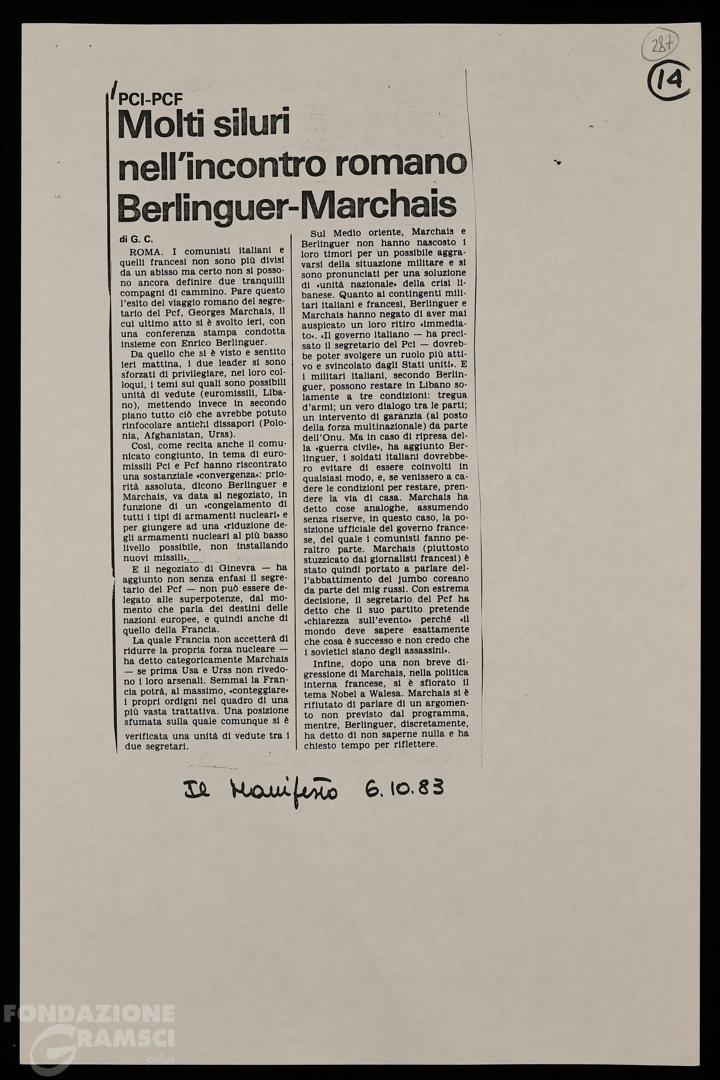 287
14
PCI-PCF
Molti siluri
nell'incontro romano
Berlinguer-Marchais
di G. C.
ROMA. I comunisti italiani e
quelli francesi non sono più divisi
da un abisso ma certo non si posso-
no ancora definire due tranquilli
compagni di cammino. Pare questo
l'esito del viaggio romano del segre-
tario del Pcf, Georges Marchais, il
cui ultimo atto si è svolto ieri, con
una conferenza stampa condotta
insieme con Enrico Berlinguer.
Da quello che si è visto e sentito
ieri mattina, i due leader si sono
sforzati di privilegiare, nei loro col-
loqui, i temi sui quali sono possibili
unità di vedute (euromissili, Liba-
no), mettendo invece in secondo
piano tutto ciò che avrebbe potuto
rinfocolare antichi dissapori (Polo-
nia, Afghanistan, Urss).
Così, come recita anche il comu-
nicato congiunto, in tema di euro-
missili Pci e Pcf hanno riscontrato
una sostanziale «convergenza»: prio-
rità assoluta, dicono Berlinguer e
Marchais, va data al negoziato, in
funzione di un «congelamento di
tutti i tipi di armamenti nucleari» e
per giungere ad una «riduzione de-
gli armamenti nucleari al più basso
livello possibile, non installando
nuovi missili».
E il negoziato di Ginevra — ha
aggiunto non senza enfasi il segre-
tario del Pcf — non può essere de-
legato alle superpotenze, dal mo-
mento che parla dei destini delle
nazioni europee, e quindi anche di
quello della Francia.
La quale Francia non accetterà di
ridurre la propria forza nucleare —
ha detto categoricamente Marchais
— se prima Usa e Urss non rivedo-
no i loro arsenali. Semmai la Fran-
cia potrà, al massimo, «conteggiare»
i propri ordigni nel quadro di una
più vasta trattativa. Una posizione
sfumata sulla quale comunque si è
verificata una unità di vedute tra i
due segretari.
Sul Medio oriente, Marchais e
Berlinguer non hanno nascosto i
loro timori per un possibile aggra-
varsi della situazione militare e si
sono pronunciati per una soluzione
di «unità nazionale» della crisi li-
banese. Quanto ai contingenti mili-
tari italiani e francesi, Berlinguer e
Marchais hanno negato di aver mai
auspicato un loro ritiro «immedia-
to». «Il governo italiano — ha preci-
sato il segretario del Pci — dovreb-
be poter svolgere un ruolo più atti-
vo e svincolato dagli Stati uniti». E
i militari italiani, secondo Berlin-
guer, possono restare in Libano so-
lamente a tre condizioni: tregua
d'armi; un vero dialogo tra le parti;
un intervento di garanzia (al posto
della forza multinazionale) da parte
dell'Onu. Ma in caso di ripresa del-
la «guerra civile», ha aggiunto Ber-
linguer, i soldati italiani dovrebbe-
ro evitare di essere coinvolti in
qualsiasi modo, e, se venissero a ca-
dere le condizioni per restare, pren-
dere la via di casa. Marchais ha
detto cose analoghe, assumendo
senza riserve, in questo caso, la po-
sizione ufficiale del governo france-
se, del quale i comunisti fanno pe-
raltro parte. Marchais (piuttosto
stuzzicato dai giornalisti francesi) è
stato quindi portato a parlare del-
l'abbattimento del jumbo coreano
da parte dei mig russi. Con estrema
decisione, il segretario del Pcf ha
detto che il suo partito pretende
«chiarezza sull'evento» perché «il
mondo deve sapere esattamente
che cosa è successo e non credo che
i sovietici siano degli assassini».
Infine, dopo una non breve di-
gressione di Marchais, nella politica
interna francese, si è sfiorato il
tema Nobel a Walesa. Marchais si è
rifiutato di parlare di un argomen-
to non previsto dal programma,
mentre, Berlinguer, discretamente,
ha detto di non saperne nulla e ha
chiesto tempo per riflettere.
Il Manifesto 6.10.83
FONDAZIONE
GRAMSCI
onlus